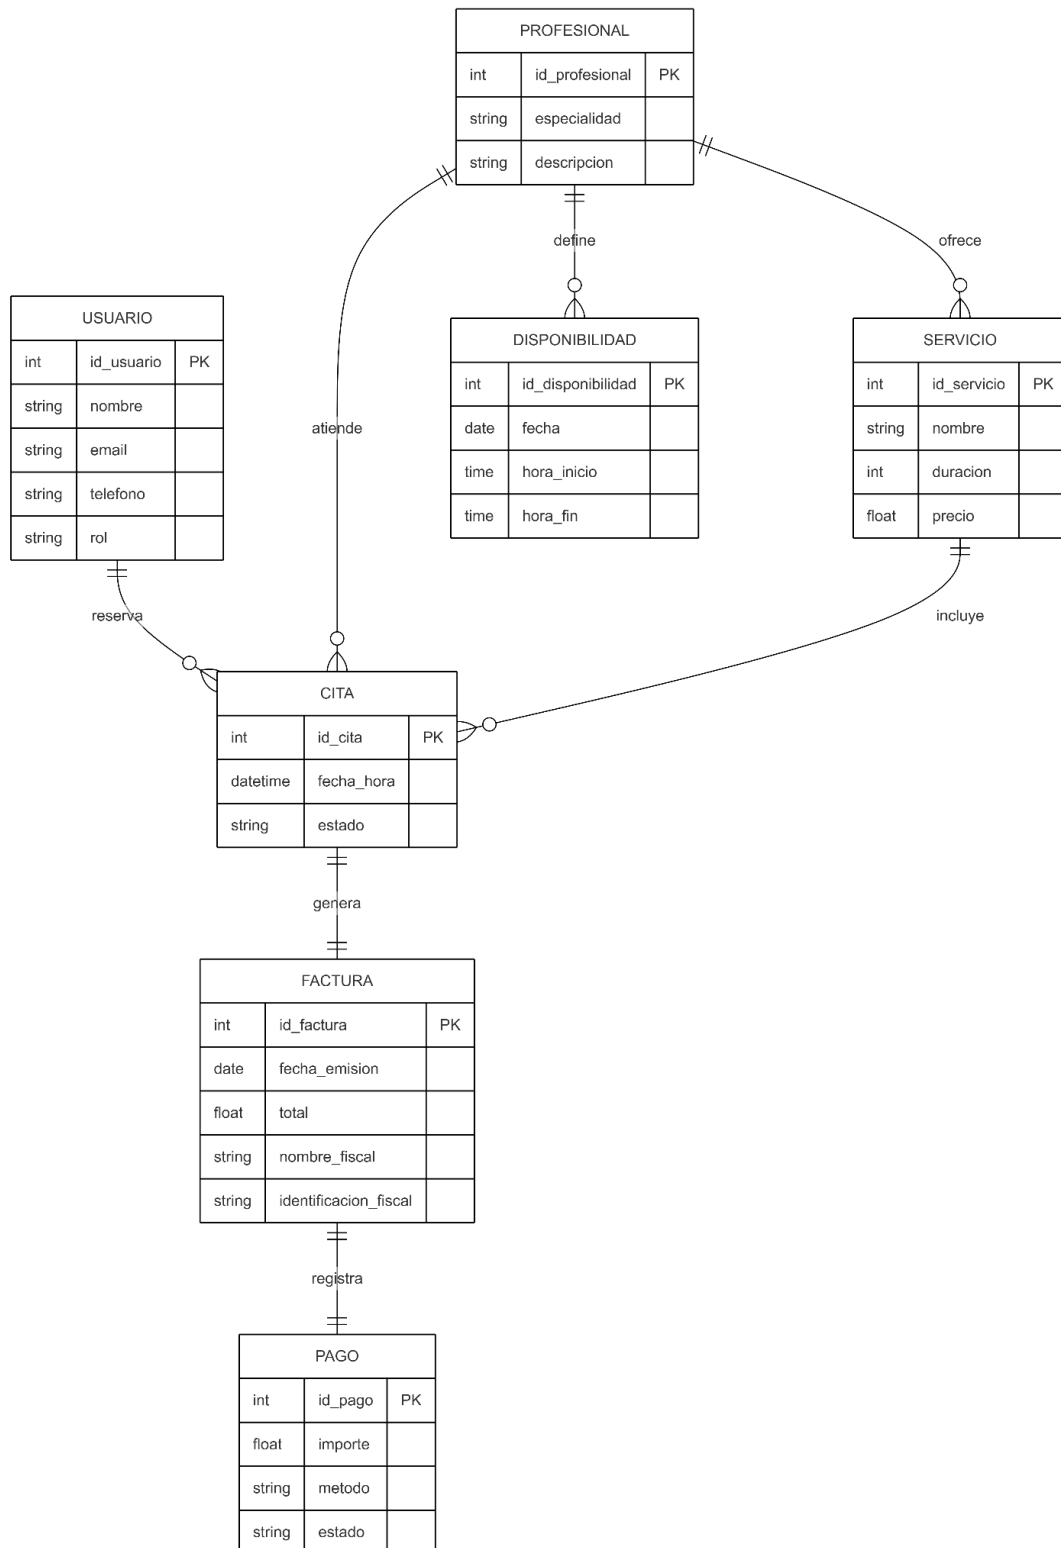 PROFESIONAL
int id_profesional PK
string especialidad
string descripcion
define
ofrece
USUARIO
int id_usuario PK
string nombre
string email
string telefono
string rol
atiende
DISPONIBILIDAD
int id_disponibilidad PK
date fecha
time hora_inicio
time hora_fin
SERVICIO
int id_servicio PK
string nombre
int duracion
float precio
reserva
incluye
CITA
int id_cita PK
datetime fecha_hora
string estado
genera
FACTURA
int id_factura PK
date fecha_emision
float total
string nombre_fiscal
string identificacion_fiscal
registra
PAGO
int id_pago PK
float importe
string metodo
string estado